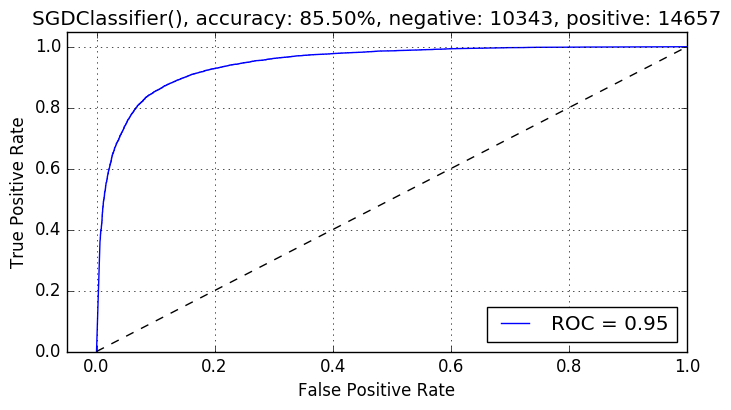 SGDClassifier(), accuracy: 85.50%, negative: 10343, positive: 14657
1.0
0.8
0.6
0.4
0.2
0.0
True Positive Rate
ROC = 0.95
0.0 0.2 0.4 0.6 0.8 1.0
False Positive Rate